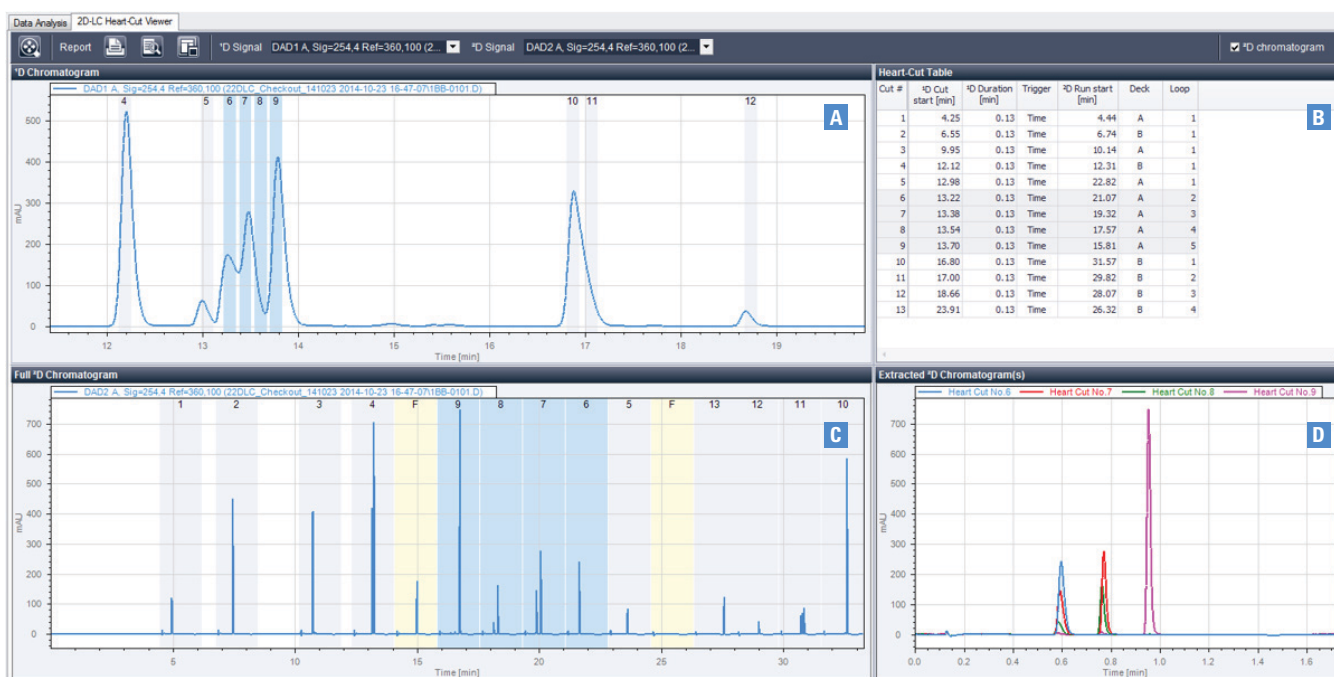 Data Analysis 2D-LC Heart-Cut Viewer
Report ¹D Signal DAD1 A, Sig=254,4 Ref=360,100 (2... ²D Signal DAD2 A, Sig=254,4 Ref=360,100 (2... ²D chromatogram
¹D Chromatogram
DAD1 A, Sig=254,4 Ref=360,100 (22DLC_Checkout_141023 2014-10-23 16-47-07\1BB-0101.D)
4 5 6 7 8 9 10 11 12
A
600
500
400
300
200
100
0
mAU
12 13 14 15 16 17 18 19
Time [min]
Heart-Cut Table
Cut # ¹D Cut start [min] ²D Duration [min] Trigger ²D Run start [min] Deck Loop
B
1 4.25 0.13 Time 4.44 A 1
2 6.55 0.13 Time 6.74 B 1
3 9.95 0.13 Time 10.14 A 1
4 12.12 0.13 Time 12.31 B 1
5 12.98 0.13 Time 22.82 A 1
6 13.22 0.13 Time 21.07 A 2
7 13.38 0.13 Time 19.32 A 3
8 13.54 0.13 Time 17.57 A 4
9 13.70 0.13 Time 15.81 A 5
10 16.80 0.13 Time 31.57 B 1
11 17.00 0.13 Time 29.82 B 2
12 18.66 0.13 Time 28.07 B 3
13 23.91 0.13 Time 26.32 B 4
Full ²D Chromatogram
DAD2 A, Sig=254,4 Ref=360,100 (22DLC_Checkout_141023 2014-10-23 16-47-07\1BB-0101.D)
1 2 3 4 F 9 8 7 6 5 F 13 12 11 10
C
700
600
500
400
300
200
100
0
mAU
5 10 15 20 25 30
Time [min]
Extracted ²D Chromatogram(s)
Heart Cut No.6 Heart Cut No.7 Heart Cut No.8 Heart Cut No.9
D
700
600
500
400
300
200
100
0
mAU
0.0 0.2 0.4 0.6 0.8 1.0 1.2 1.4 1.6
Time [min]